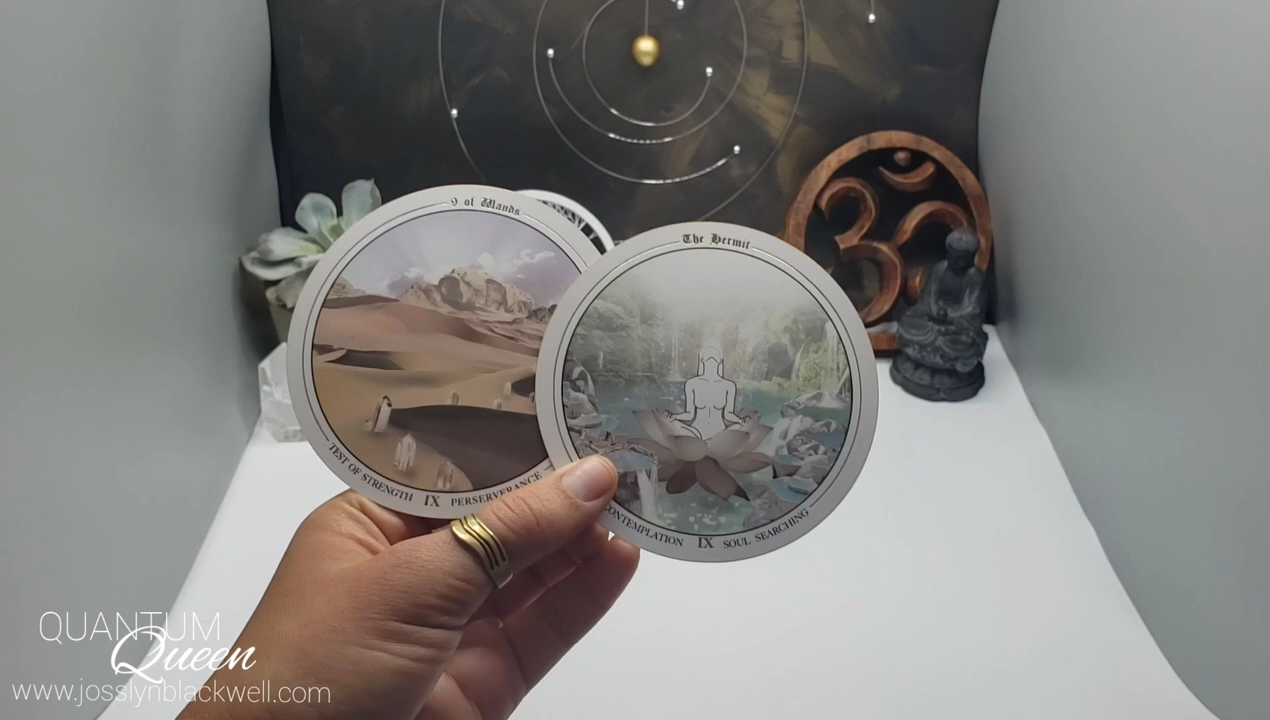 9 of Wands
TEST OF STRENGTH IX PERSERVERANCE
The Hermit
CONTEMPLATION IX SOUL SEARCHING
QUANTUM
Queen
www.josslynblackwell.com